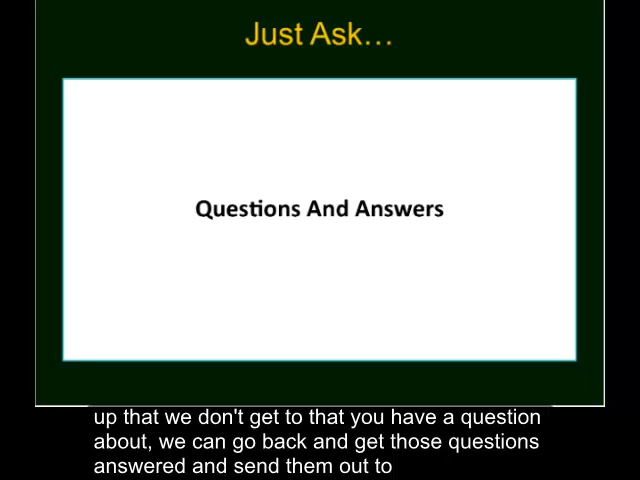 Just Ask…
Questions And Answers
up that we don't get to that you have a question
about, we can go back and get those questions
answered and send them out to